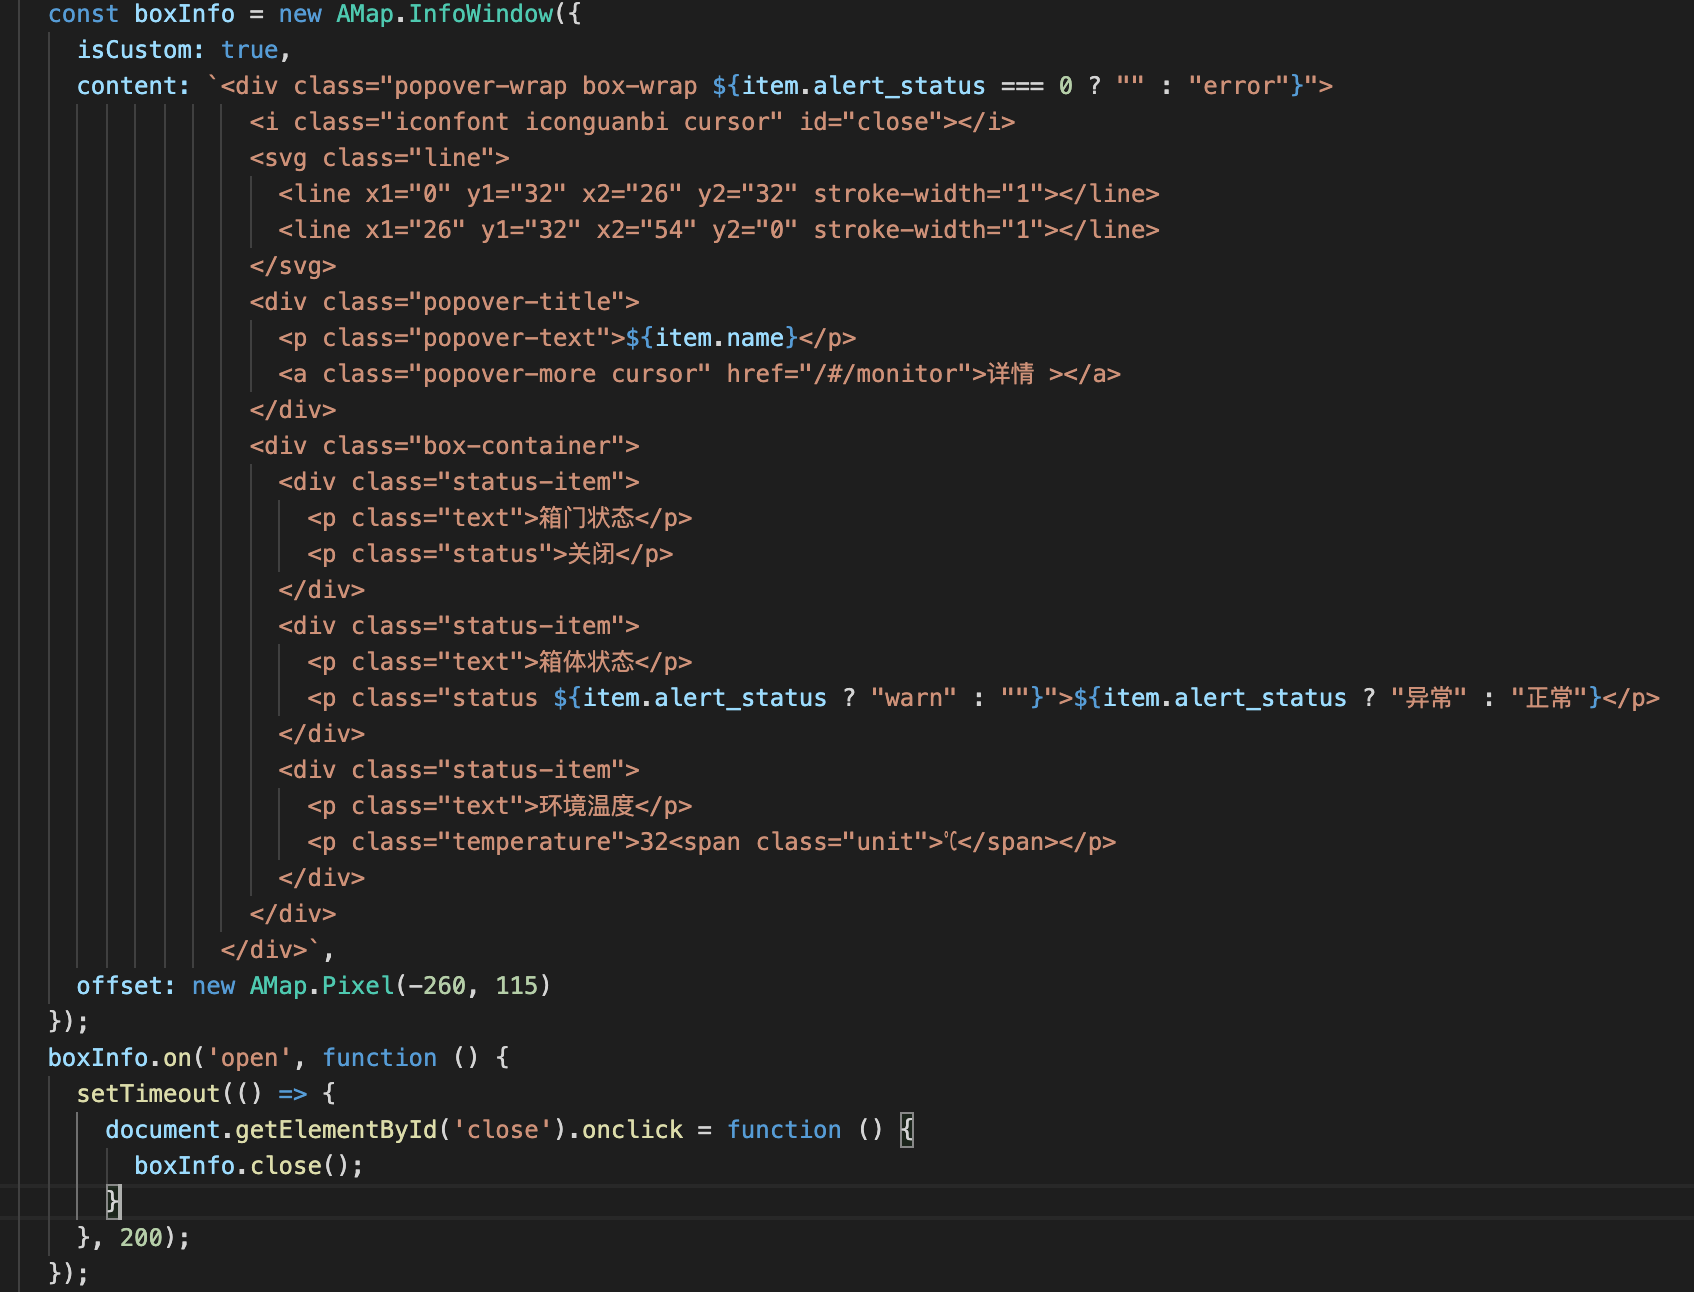 const boxInfo = new AMap.InfoWindow({
  isCustom: true,
  content: `<div class="popover-wrap box-wrap ${item.alert_status === 0 ? "" : "error"}">
              <i class="iconfont iconguanbi cursor" id="close"></i>
              <svg class="line">
                <line x1="0" y1="32" x2="26" y2="32" stroke-width="1"></line>
                <line x1="26" y1="32" x2="54" y2="0" stroke-width="1"></line>
              </svg>
              <div class="popover-title">
                <p class="popover-text">${item.name}</p>
                <a class="popover-more cursor" href="/#/monitor">详情 ></a>
              </div>
              <div class="box-container">
                <div class="status-item">
                  <p class="text">箱门状态</p>
                  <p class="status">关闭</p>
                </div>
                <div class="status-item">
                  <p class="text">箱体状态</p>
                  <p class="status ${item.alert_status ? "warn" : ""}">${item.alert_status ? "异常" : "正常"}</p>
                </div>
                <div class="status-item">
                  <p class="text">环境温度</p>
                  <p class="temperature">32<span class="unit">℃</span></p>
                </div>
              </div>
            </div>`,
  offset: new AMap.Pixel(-260, 115)
});
boxInfo.on('open', function () {
  setTimeout(() => {
    document.getElementById('close').onclick = function () {
      boxInfo.close();
    }
  }, 200);
});